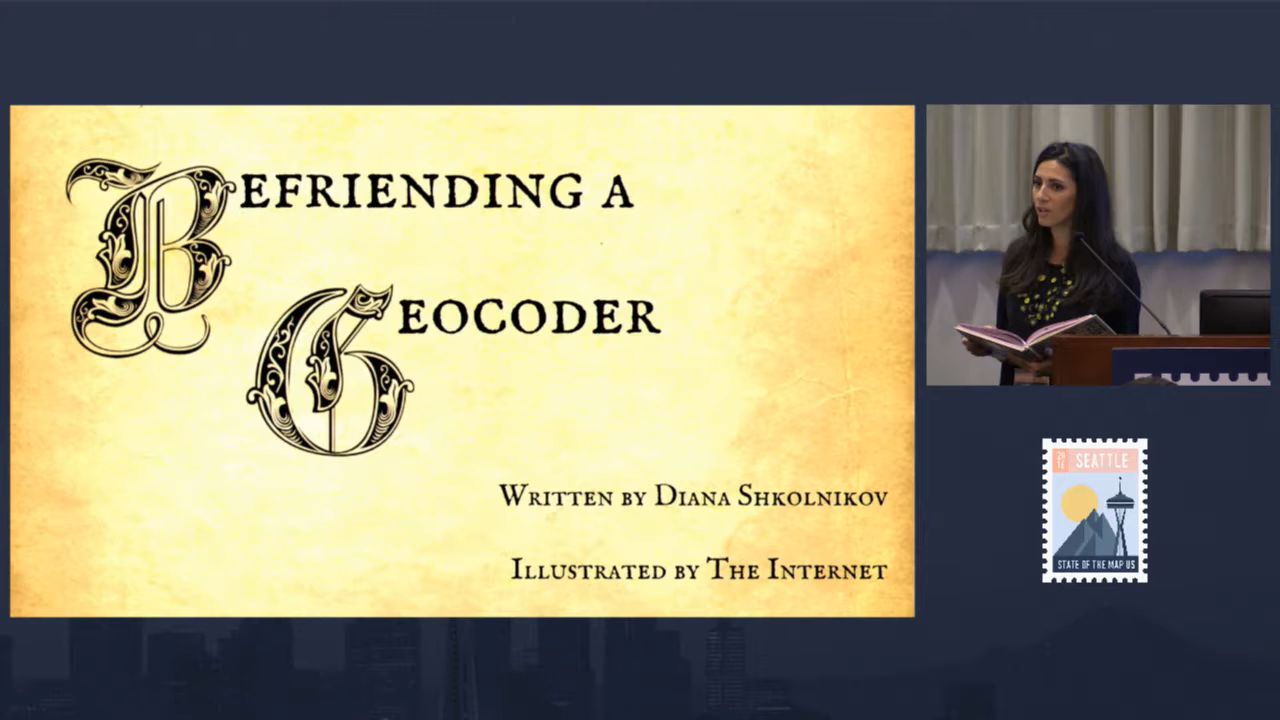 BEFRIENDING A
GEOCODER
WRITTEN BY DIANA SHKOLNIKOV
ILLUSTRATED BY THE INTERNET
SEATTLE
STATE OF THE MAP US